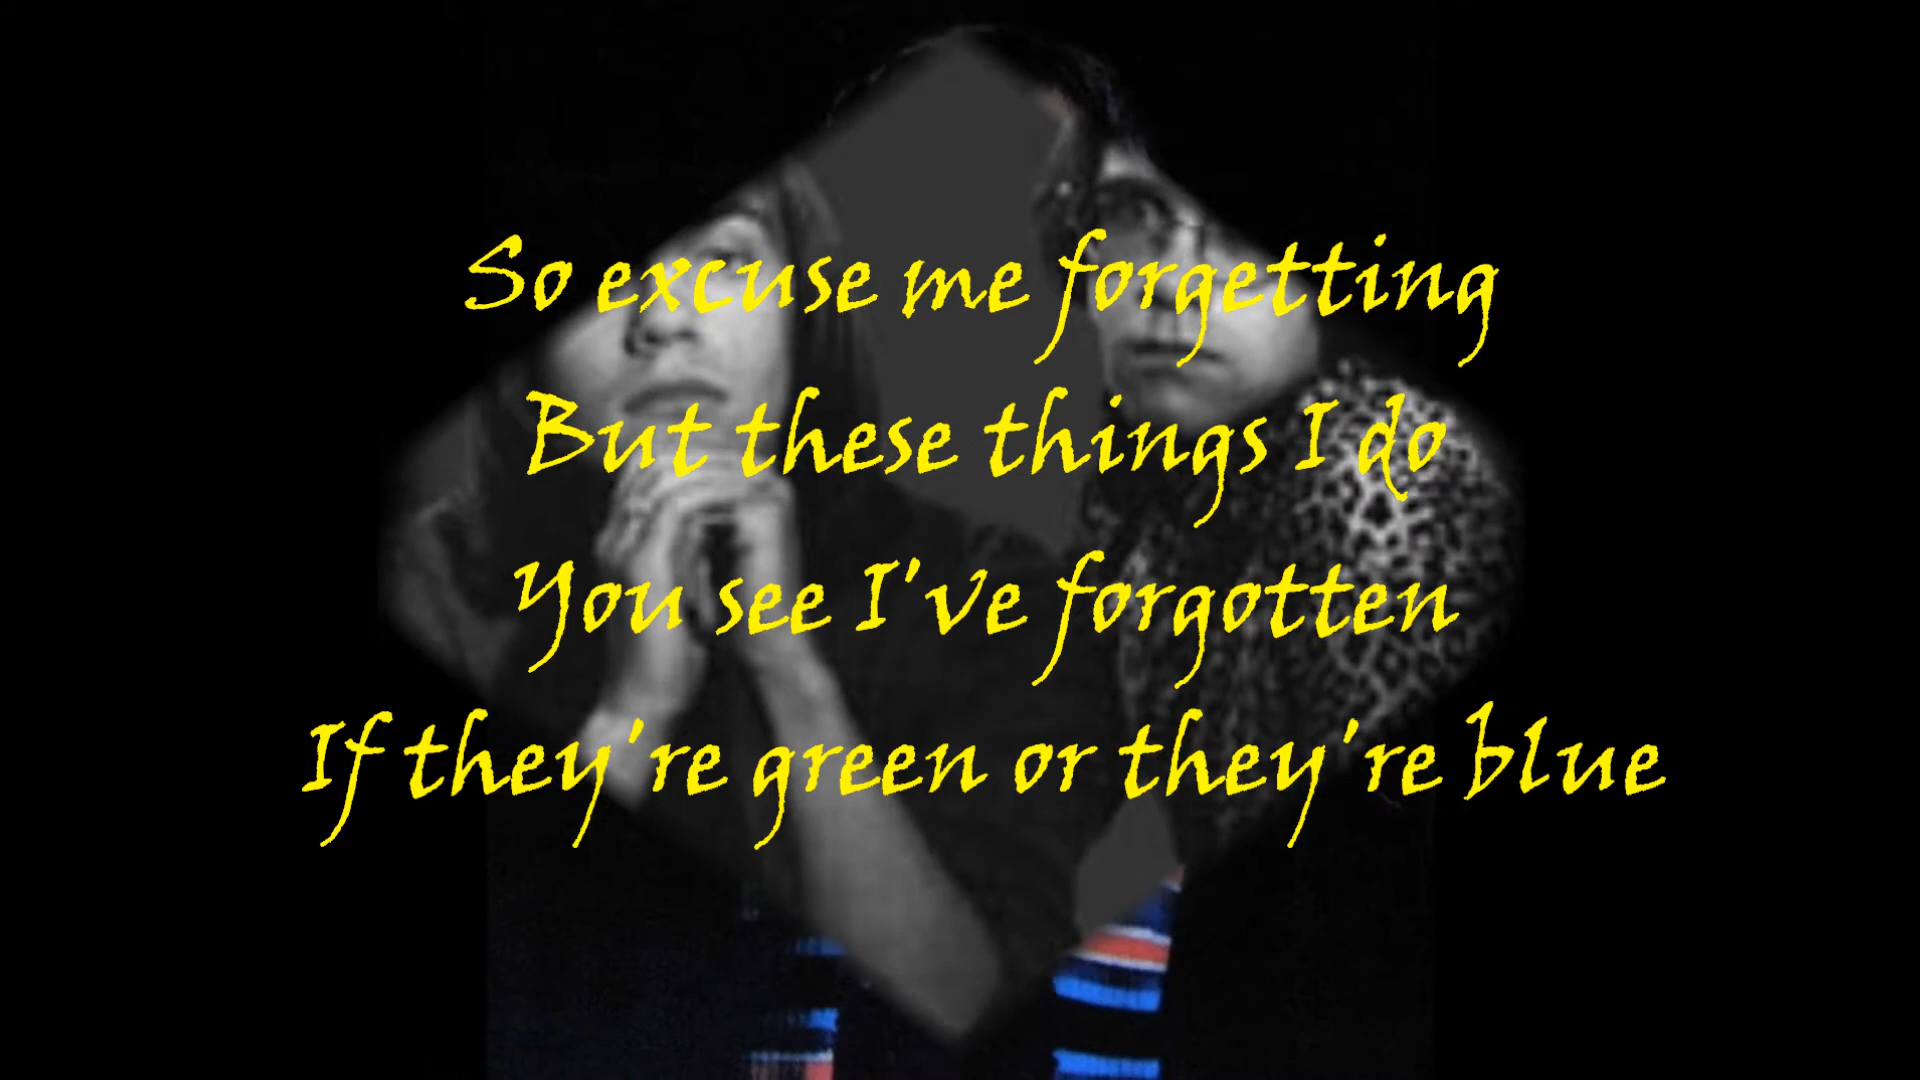 So excuse me forgetting
But these things I do
You see I've forgotten
If they're green or they're blue